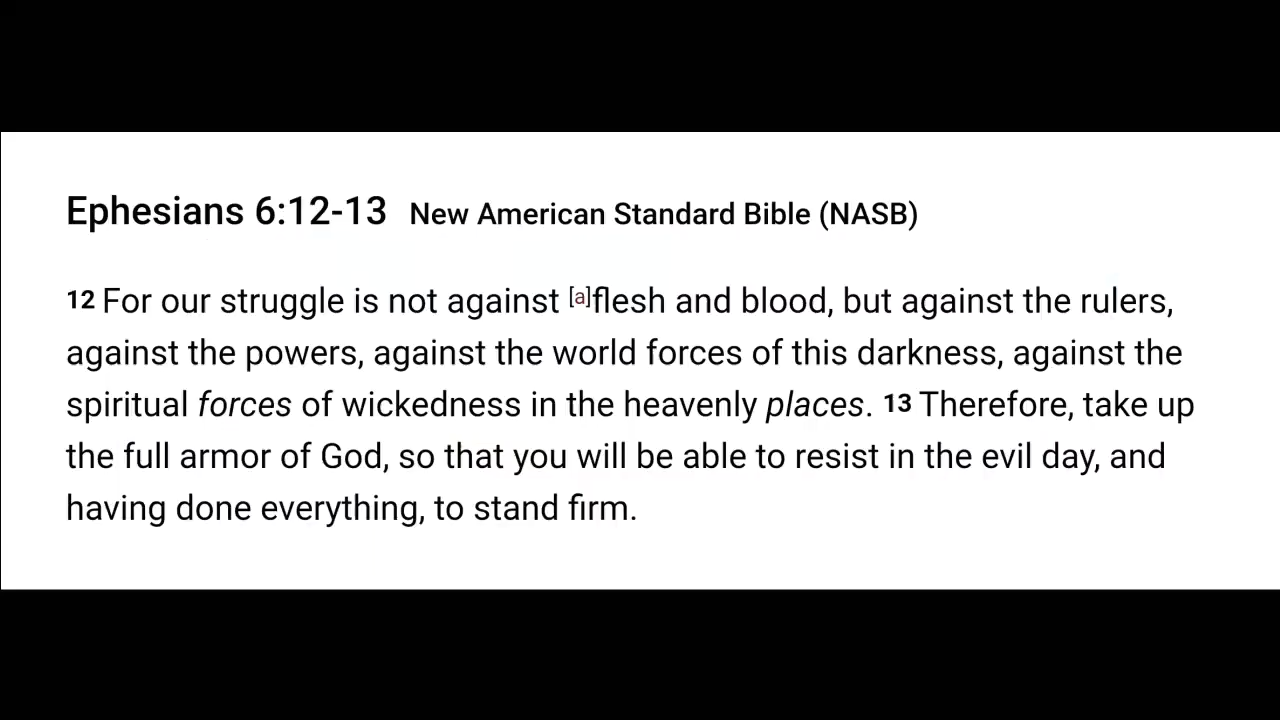 Ephesians 6:12-13 New American Standard Bible (NASB)
12 For our struggle is not against [a]flesh and blood, but against the rulers,
against the powers, against the world forces of this darkness, against the
spiritual forces of wickedness in the heavenly places. 13 Therefore, take up
the full armor of God, so that you will be able to resist in the evil day, and
having done everything, to stand firm.